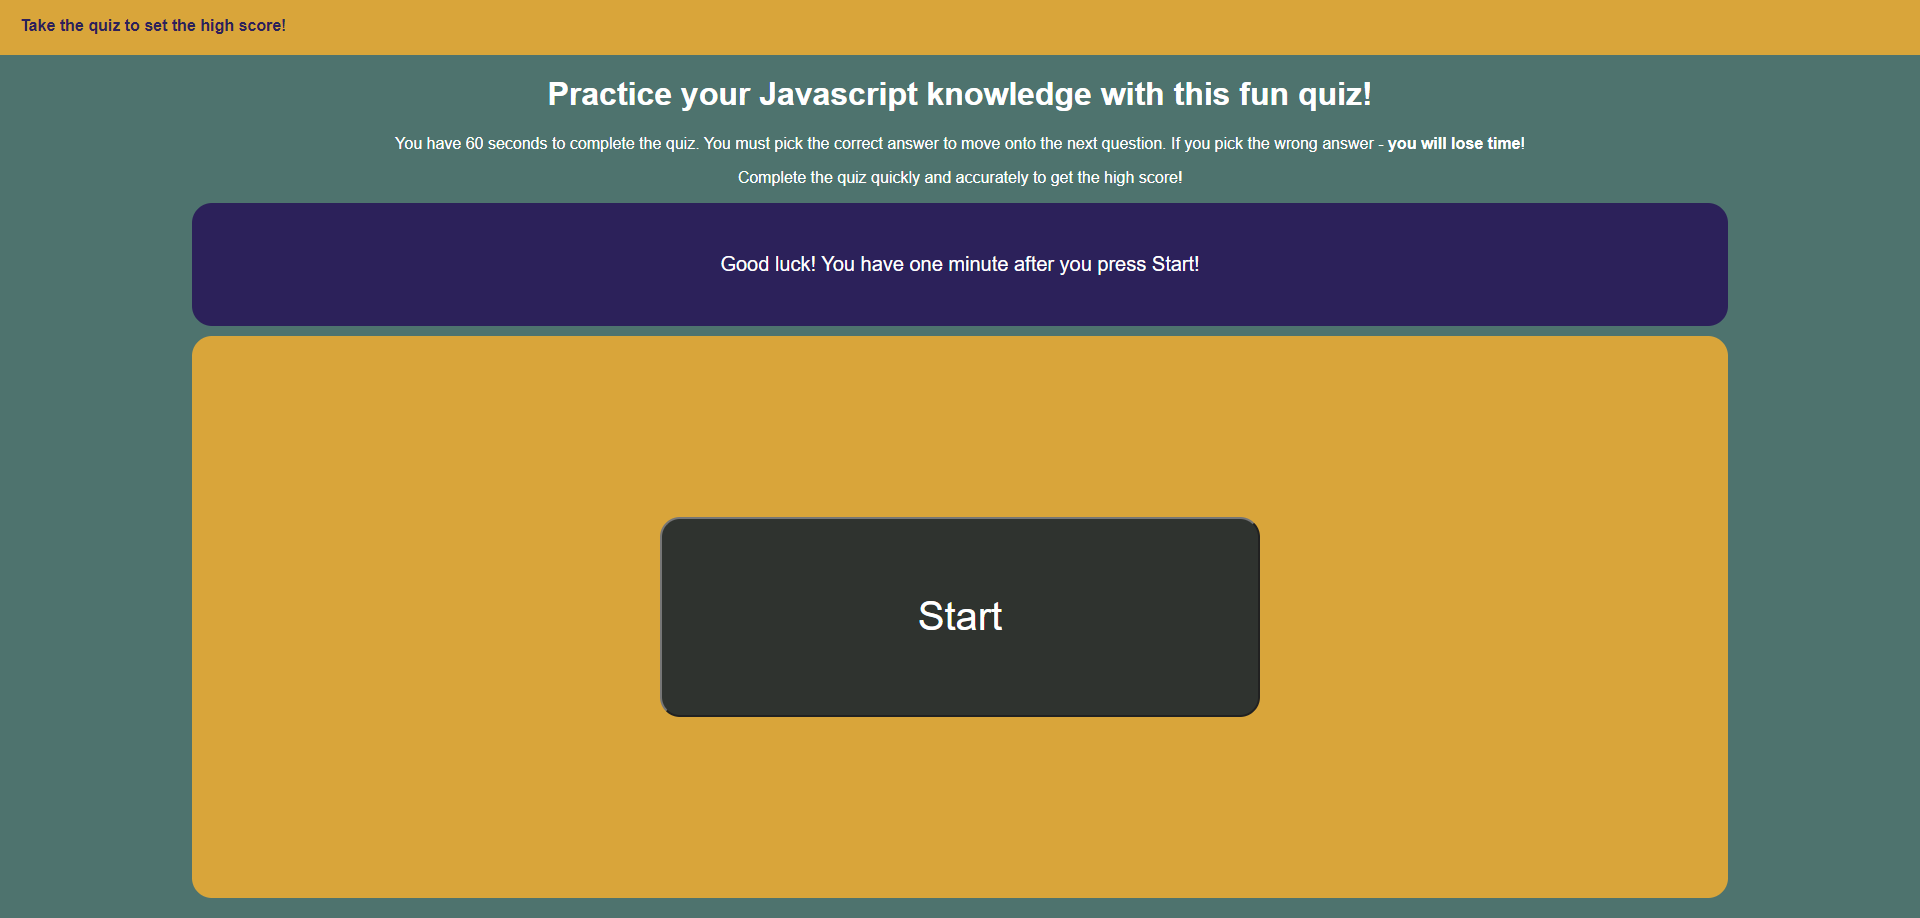 Take the quiz to set the high score!
Practice your Javascript knowledge with this fun quiz!
You have 60 seconds to complete the quiz. You must pick the correct answer to move onto the next question. If you pick the wrong answer - you will lose time!
Complete the quiz quickly and accurately to get the high score!
Good luck! You have one minute after you press Start!
Start